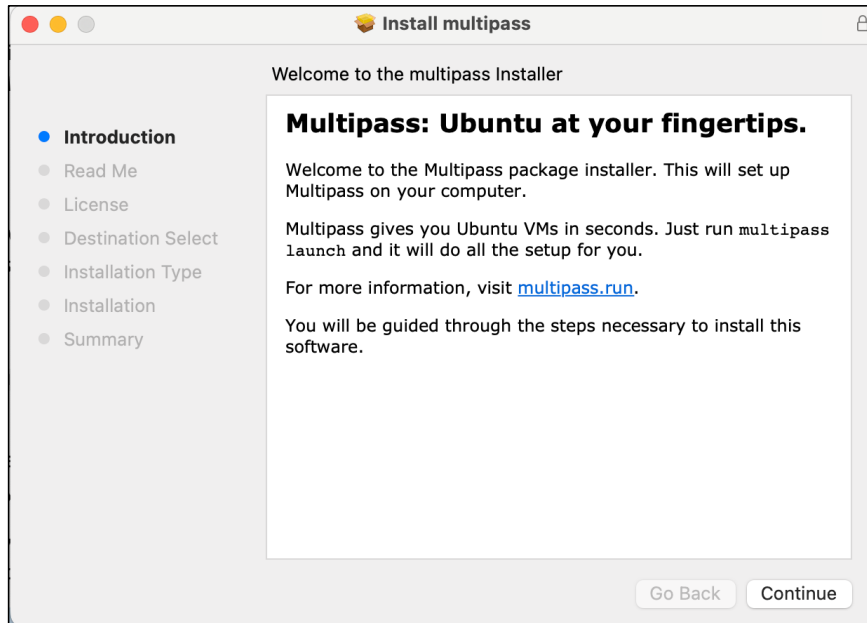 Install multipass
Welcome to the multipass Installer
Introduction
Read Me
License
Destination Select
Installation Type
Installation
Summary
Multipass: Ubuntu at your fingertips.
Welcome to the Multipass package installer. This will set up
Multipass on your computer.
Multipass gives you Ubuntu VMs in seconds. Just run multipass
launch and it will do all the setup for you.
For more information, visit multipass.run.
You will be guided through the steps necessary to install this
software.
Go Back
Continue